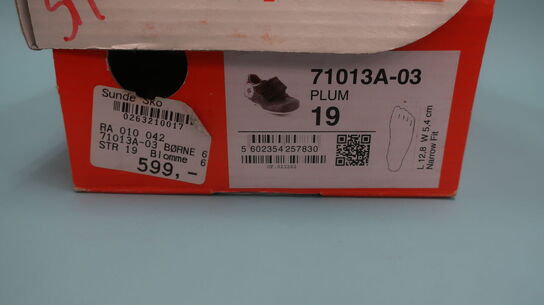 Sunde Sko
0263210017
RA 010 042
71013A-03 BØRNE 6
STR 19 Blomme 6
599,-
71013A-03
PLUM
19
5 602354 257830
L 12,8 W 5,4 cm
Narrow Fit